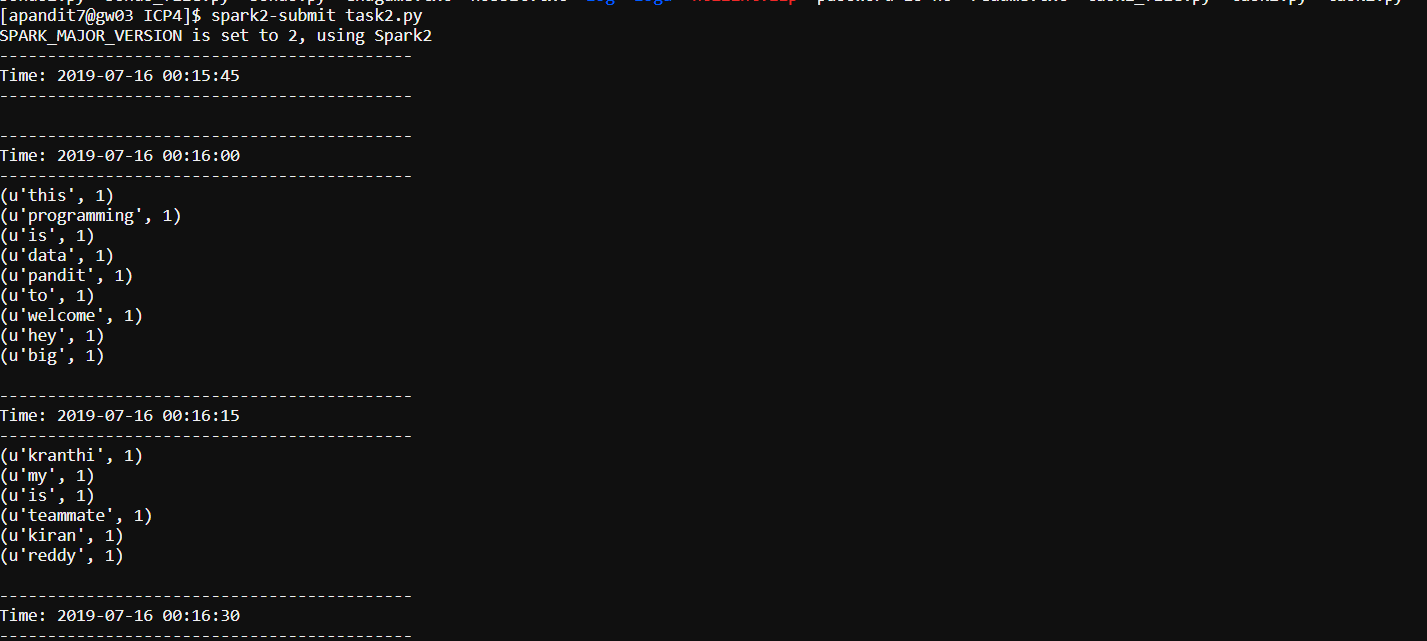 [apandit7@gw03 ICP4]$ spark2-submit task2.py
SPARK_MAJOR_VERSION is set to 2, using Spark2
-------------------------------------------
Time: 2019-07-16 00:15:45
-------------------------------------------

-------------------------------------------
Time: 2019-07-16 00:16:00
-------------------------------------------
(u'this', 1)
(u'programming', 1)
(u'is', 1)
(u'data', 1)
(u'pandit', 1)
(u'to', 1)
(u'welcome', 1)
(u'hey', 1)
(u'big', 1)

-------------------------------------------
Time: 2019-07-16 00:16:15
-------------------------------------------
(u'kranthi', 1)
(u'my', 1)
(u'is', 1)
(u'teammate', 1)
(u'kiran', 1)
(u'reddy', 1)

-------------------------------------------
Time: 2019-07-16 00:16:30
-------------------------------------------